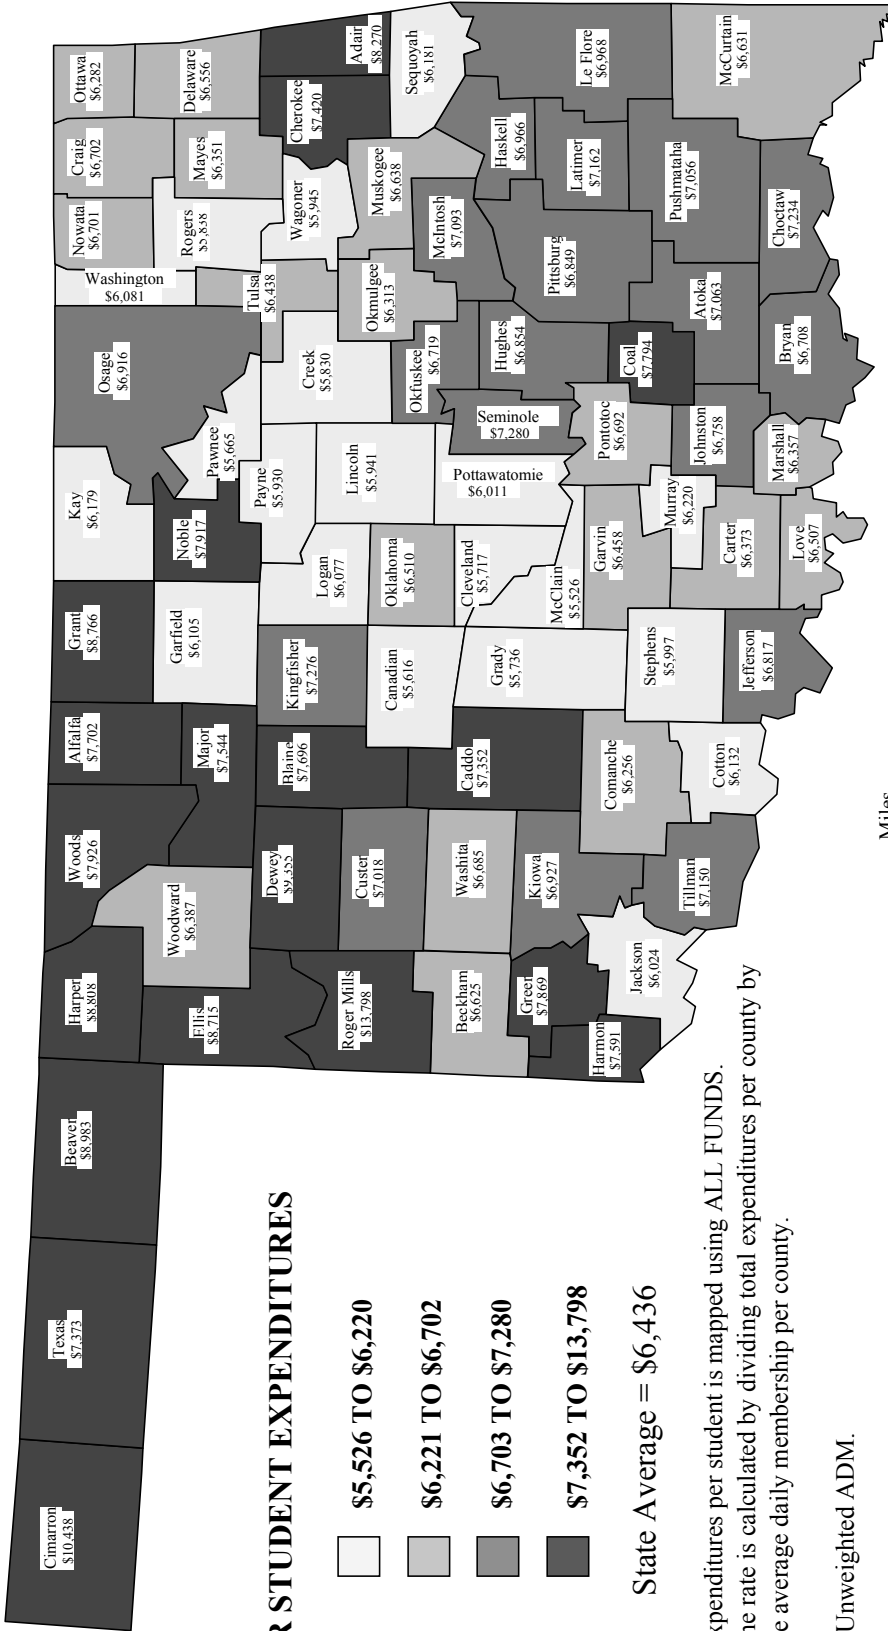 Cimarron
$10,438
Texas
$7,373
Beaver
$8,983
Harper
$8,808
Woods
$7,926
Alfalfa
$7,702
Grant
$8,766
Kay
$6,179
Osage
$6,916
Washington
$6,081
Nowata
$6,701
Craig
$6,702
Ottawa
$6,282
Ellis
$8,715
Woodward
$6,387
Major
$7,544
Garfield
$6,105
Noble
$7,917
Pawnee
$5,665
Rogers
$5,838
Mayes
$6,351
Delaware
$6,556
Roger Mills
$13,798
Dewey
$9,355
Blaine
$7,696
Kingfisher
$7,276
Logan
$6,077
Payne
$5,930
Creek
$5,830
Tulsa
$6,438
Wagoner
$5,945
Cherokee
$7,420
Adair
$8,270
Custer
$7,018
Canadian
$5,616
Oklahoma
$6,510
Lincoln
$5,941
Okmulgee
$6,313
Muskogee
$6,638
Sequoyah
$6,181
Beckham
$6,625
Washita
$6,685
Caddo
$7,352
Grady
$5,736
Cleveland
$5,717
Pottawatomie
$6,011
Okfuskee
$6,719
Seminole
$7,280
McIntosh
$7,093
Haskell
$6,966
Le Flore
$6,968
Harmon
$7,591
Green
$7,869
Kiowa
$6,927
Comanche
$6,256
McClain
$5,526
Garvin
$6,458
Pontotoc
$6,692
Hughes
$6,854
Pittsburg
$6,849
Latimer
$7,162
Jackson
$6,024
Tillman
$7,150
Cotton
$6,132
Stephens
$5,997
Murray
$6,220
Johnston
$6,758
Coal
$7,794
Atoka
$7,063
Pushmataha
$7,056
McCurtain
$6,631
Jefferson
$6,817
Carter
$6,373
Love
$6,507
Marshall
$6,357
Bryan
$6,708
Choctaw
$7,234
R STUDENT EXPENDITURES
$5,526 TO $6,220
$6,221 TO $6,702
$6,703 TO $7,280
$7,352 TO $13,798
State Average = $6,436
xpenditures per student is mapped using ALL FUNDS.
ne rate is calculated by dividing total expenditures per county by
e average daily membership per county.
Unweighted ADM.
Miles